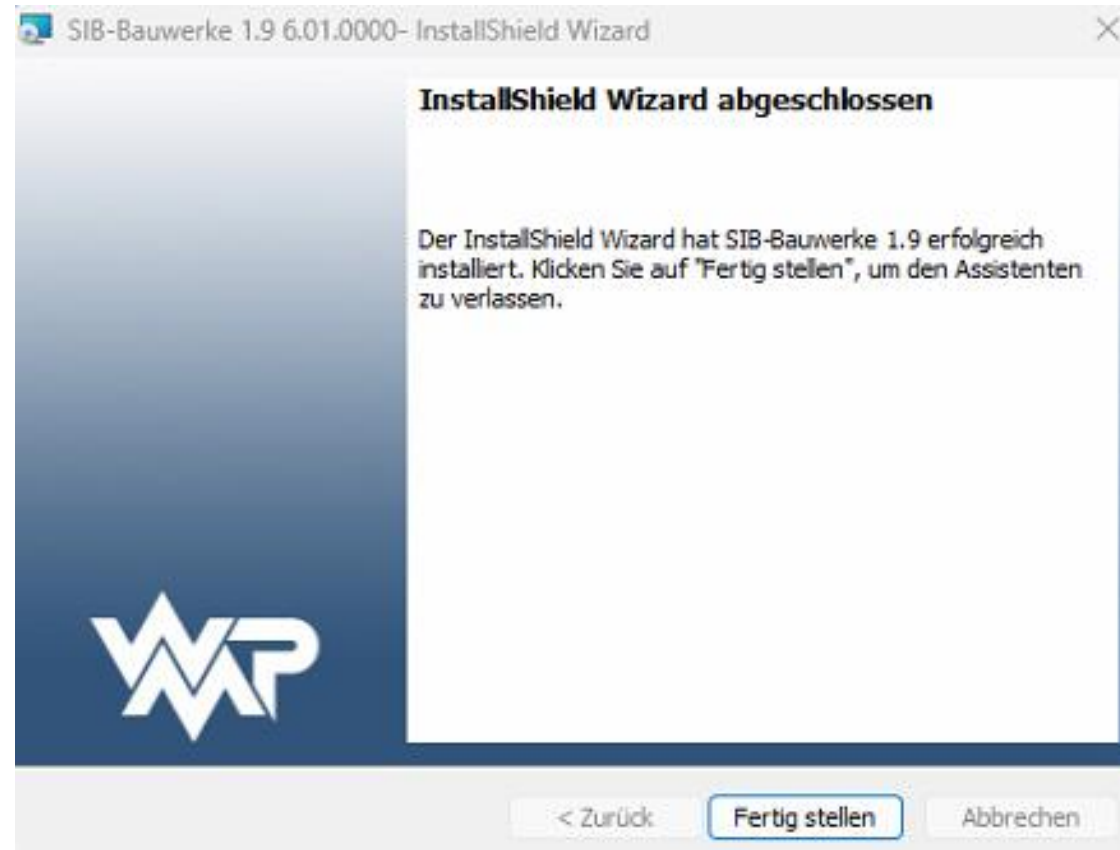 SIB-Bauwerke 1.9 6.01.0000- InstallShield Wizard
InstallShield Wizard abgeschlossen
Der InstallShield Wizard hat SIB-Bauwerke 1.9 erfolgreich
installiert. Klicken Sie auf "Fertig stellen", um den Assistenten
zu verlassen.
WMP
< Zurück
Fertig stellen
Abbrechen